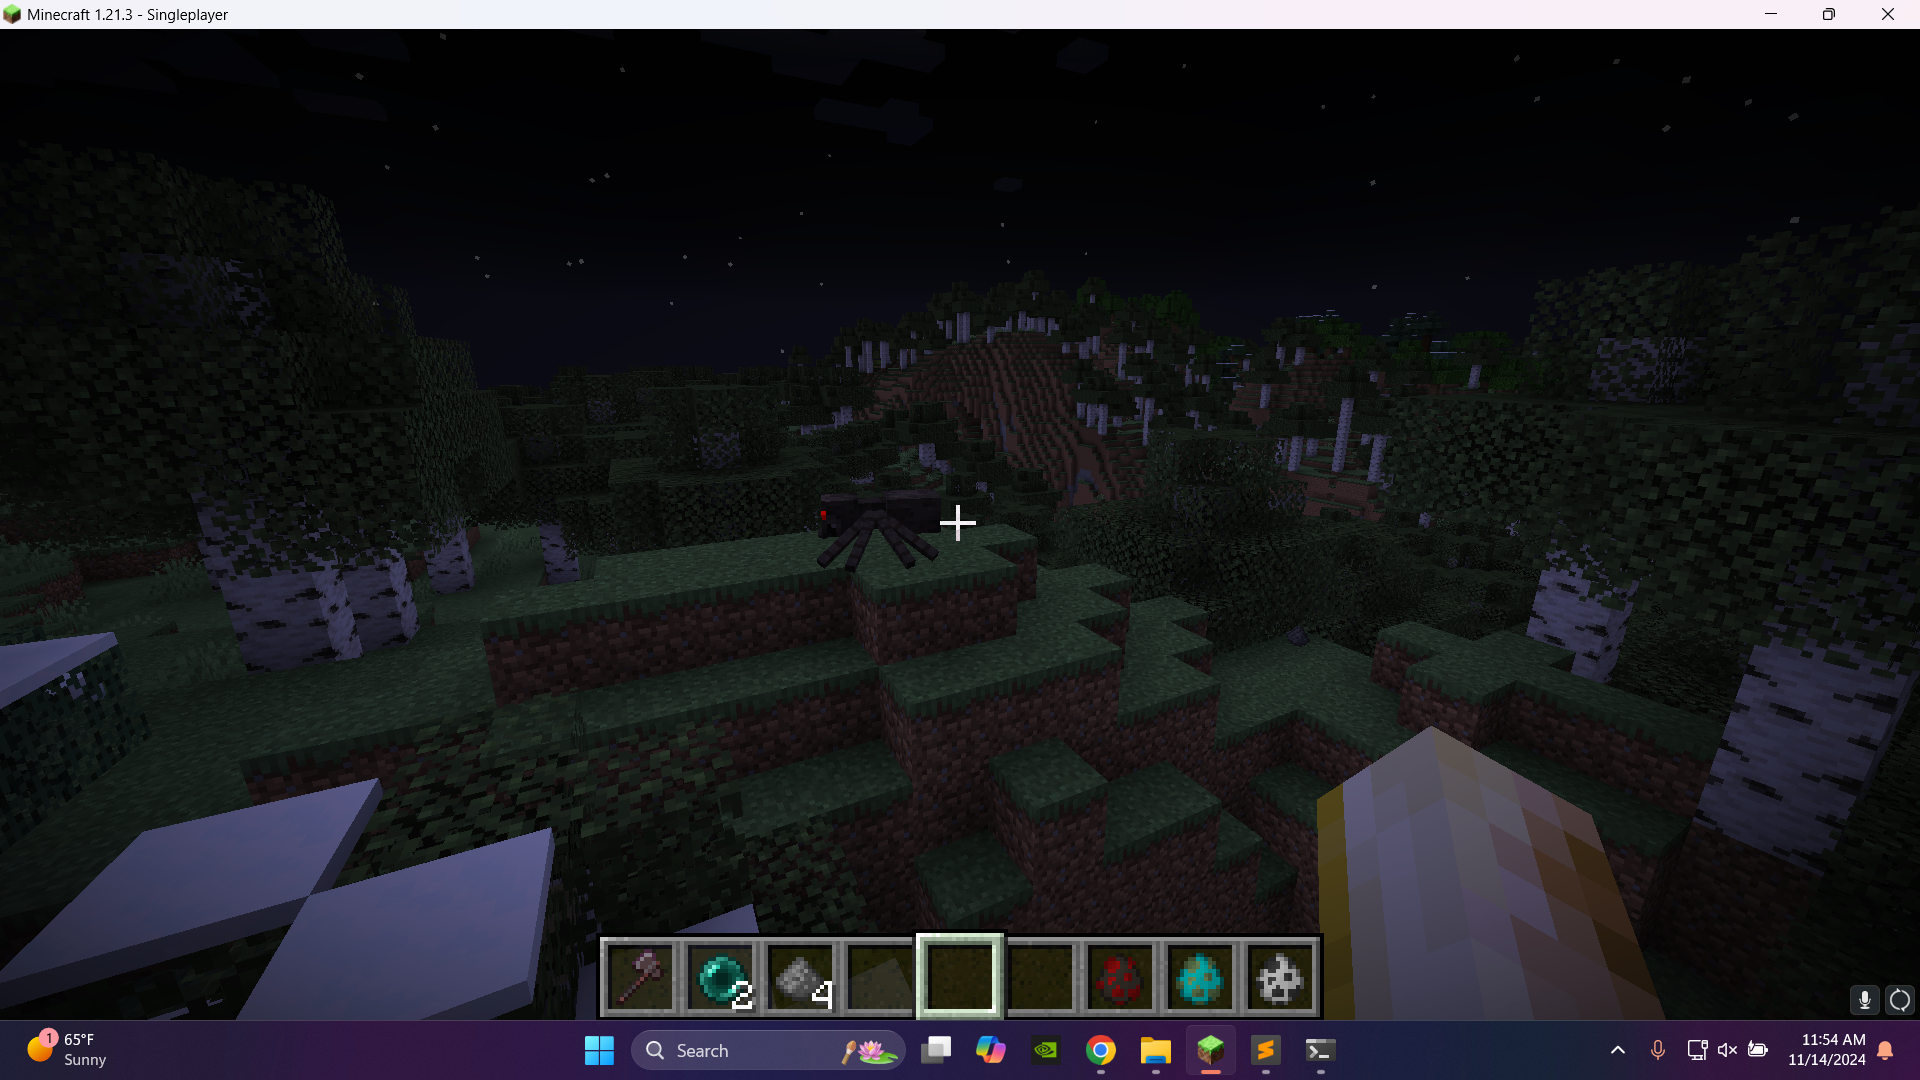 Minecraft 1.21.3 - Singleplayer
2
4
1
65°F
Sunny
Search
11:54 AM
11/14/2024